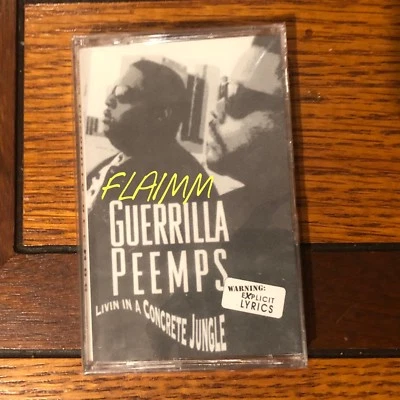 FLAIMM
GUERRILLA
PEEMPS
WARNING:
EXPLICIT
LYRICS
LIVIN IN A CONCRETE JUNGLE